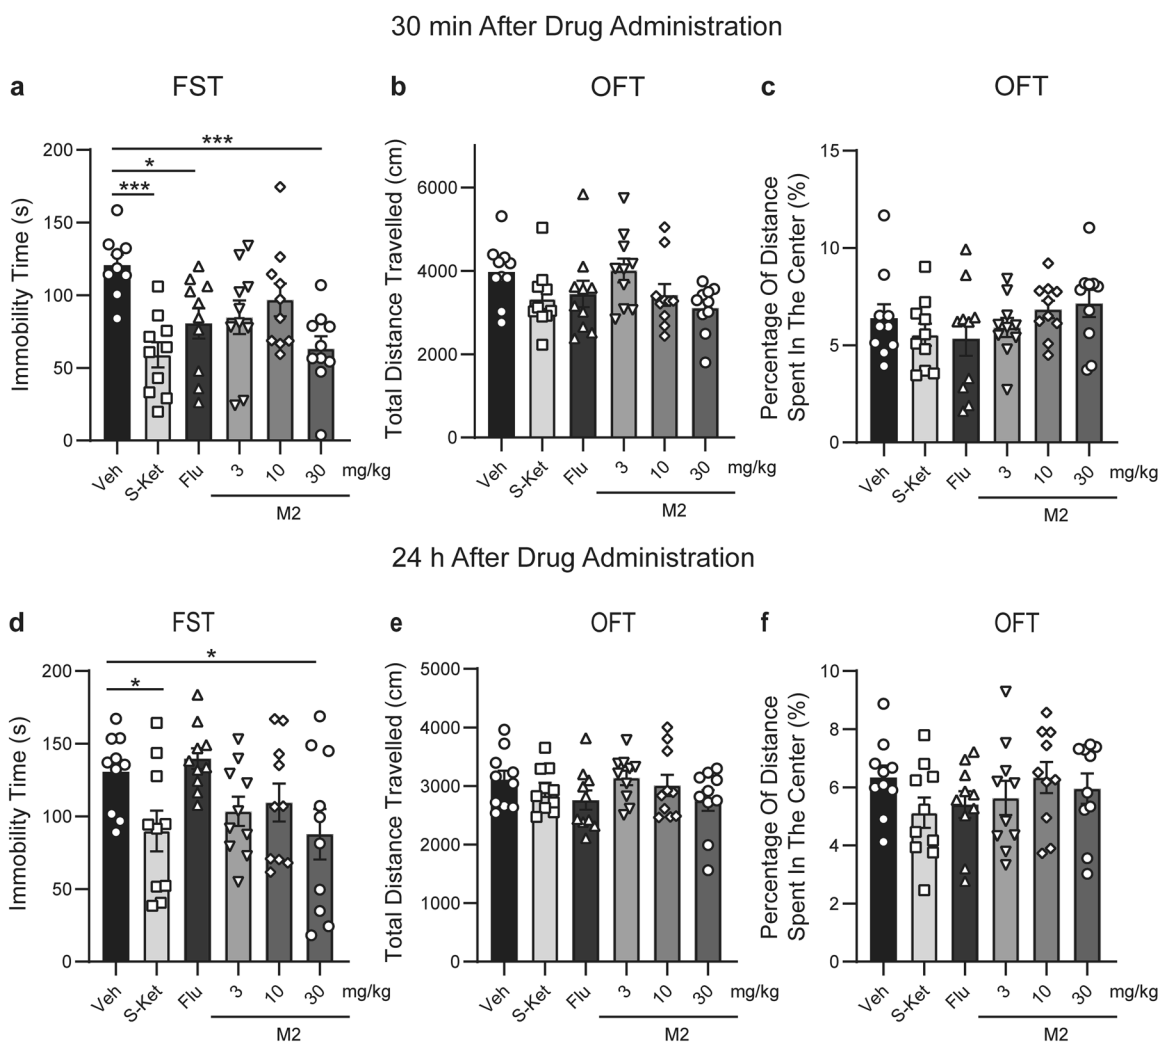 30 min After Drug Administration
a
FST
b
OFT
c
OFT
Immobility Time (s)
200
150
100
50
0
***
*
***
Veh
S-Ket
Flu
3
10
30
mg/kg
M2
Total Distance Travelled (cm)
6000
4000
2000
0
Veh
S-Ket
Flu
3
10
30
mg/kg
M2
Percentage Of Distance
Spent In The Center (%)
15
10
5
0
Veh
S-Ket
Flu
3
10
30
mg/kg
M2
24 h After Drug Administration
d
FST
e
OFT
f
OFT
Immobility Time (s)
200
150
100
50
0
*
*
Veh
S-Ket
Flu
3
10
30
mg/kg
M2
Total Distance Travelled (cm)
5000
4000
3000
2000
1000
0
Veh
S-Ket
Flu
3
10
30
mg/kg
M2
Percentage Of Distance
Spent In The Center (%)
10
8
6
4
2
0
Veh
S-Ket
Flu
3
10
30
mg/kg
M2